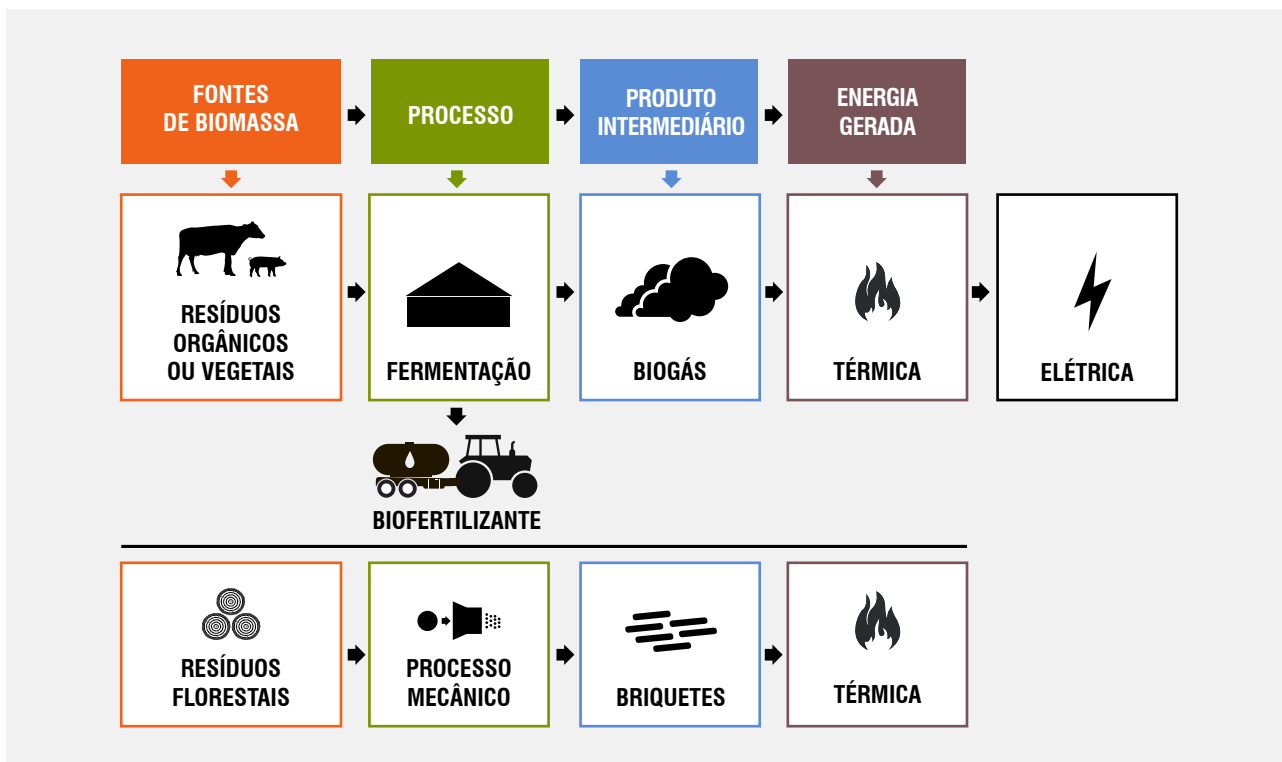 FONTES
DE BIOMASSA
PROCESSO
PRODUTO
INTERMEDIÁRIO
ENERGIA
GERADA
RESÍDUOS
ORGÂNICOS
OU VEGETAIS
FERMENTAÇÃO
BIOGÁS
TÉRMICA
ELÉTRICA
BIOFERTILIZANTE
RESÍDUOS
FLORESTAIS
PROCESSO
MECÂNICO
BRIQUETES
TÉRMICA